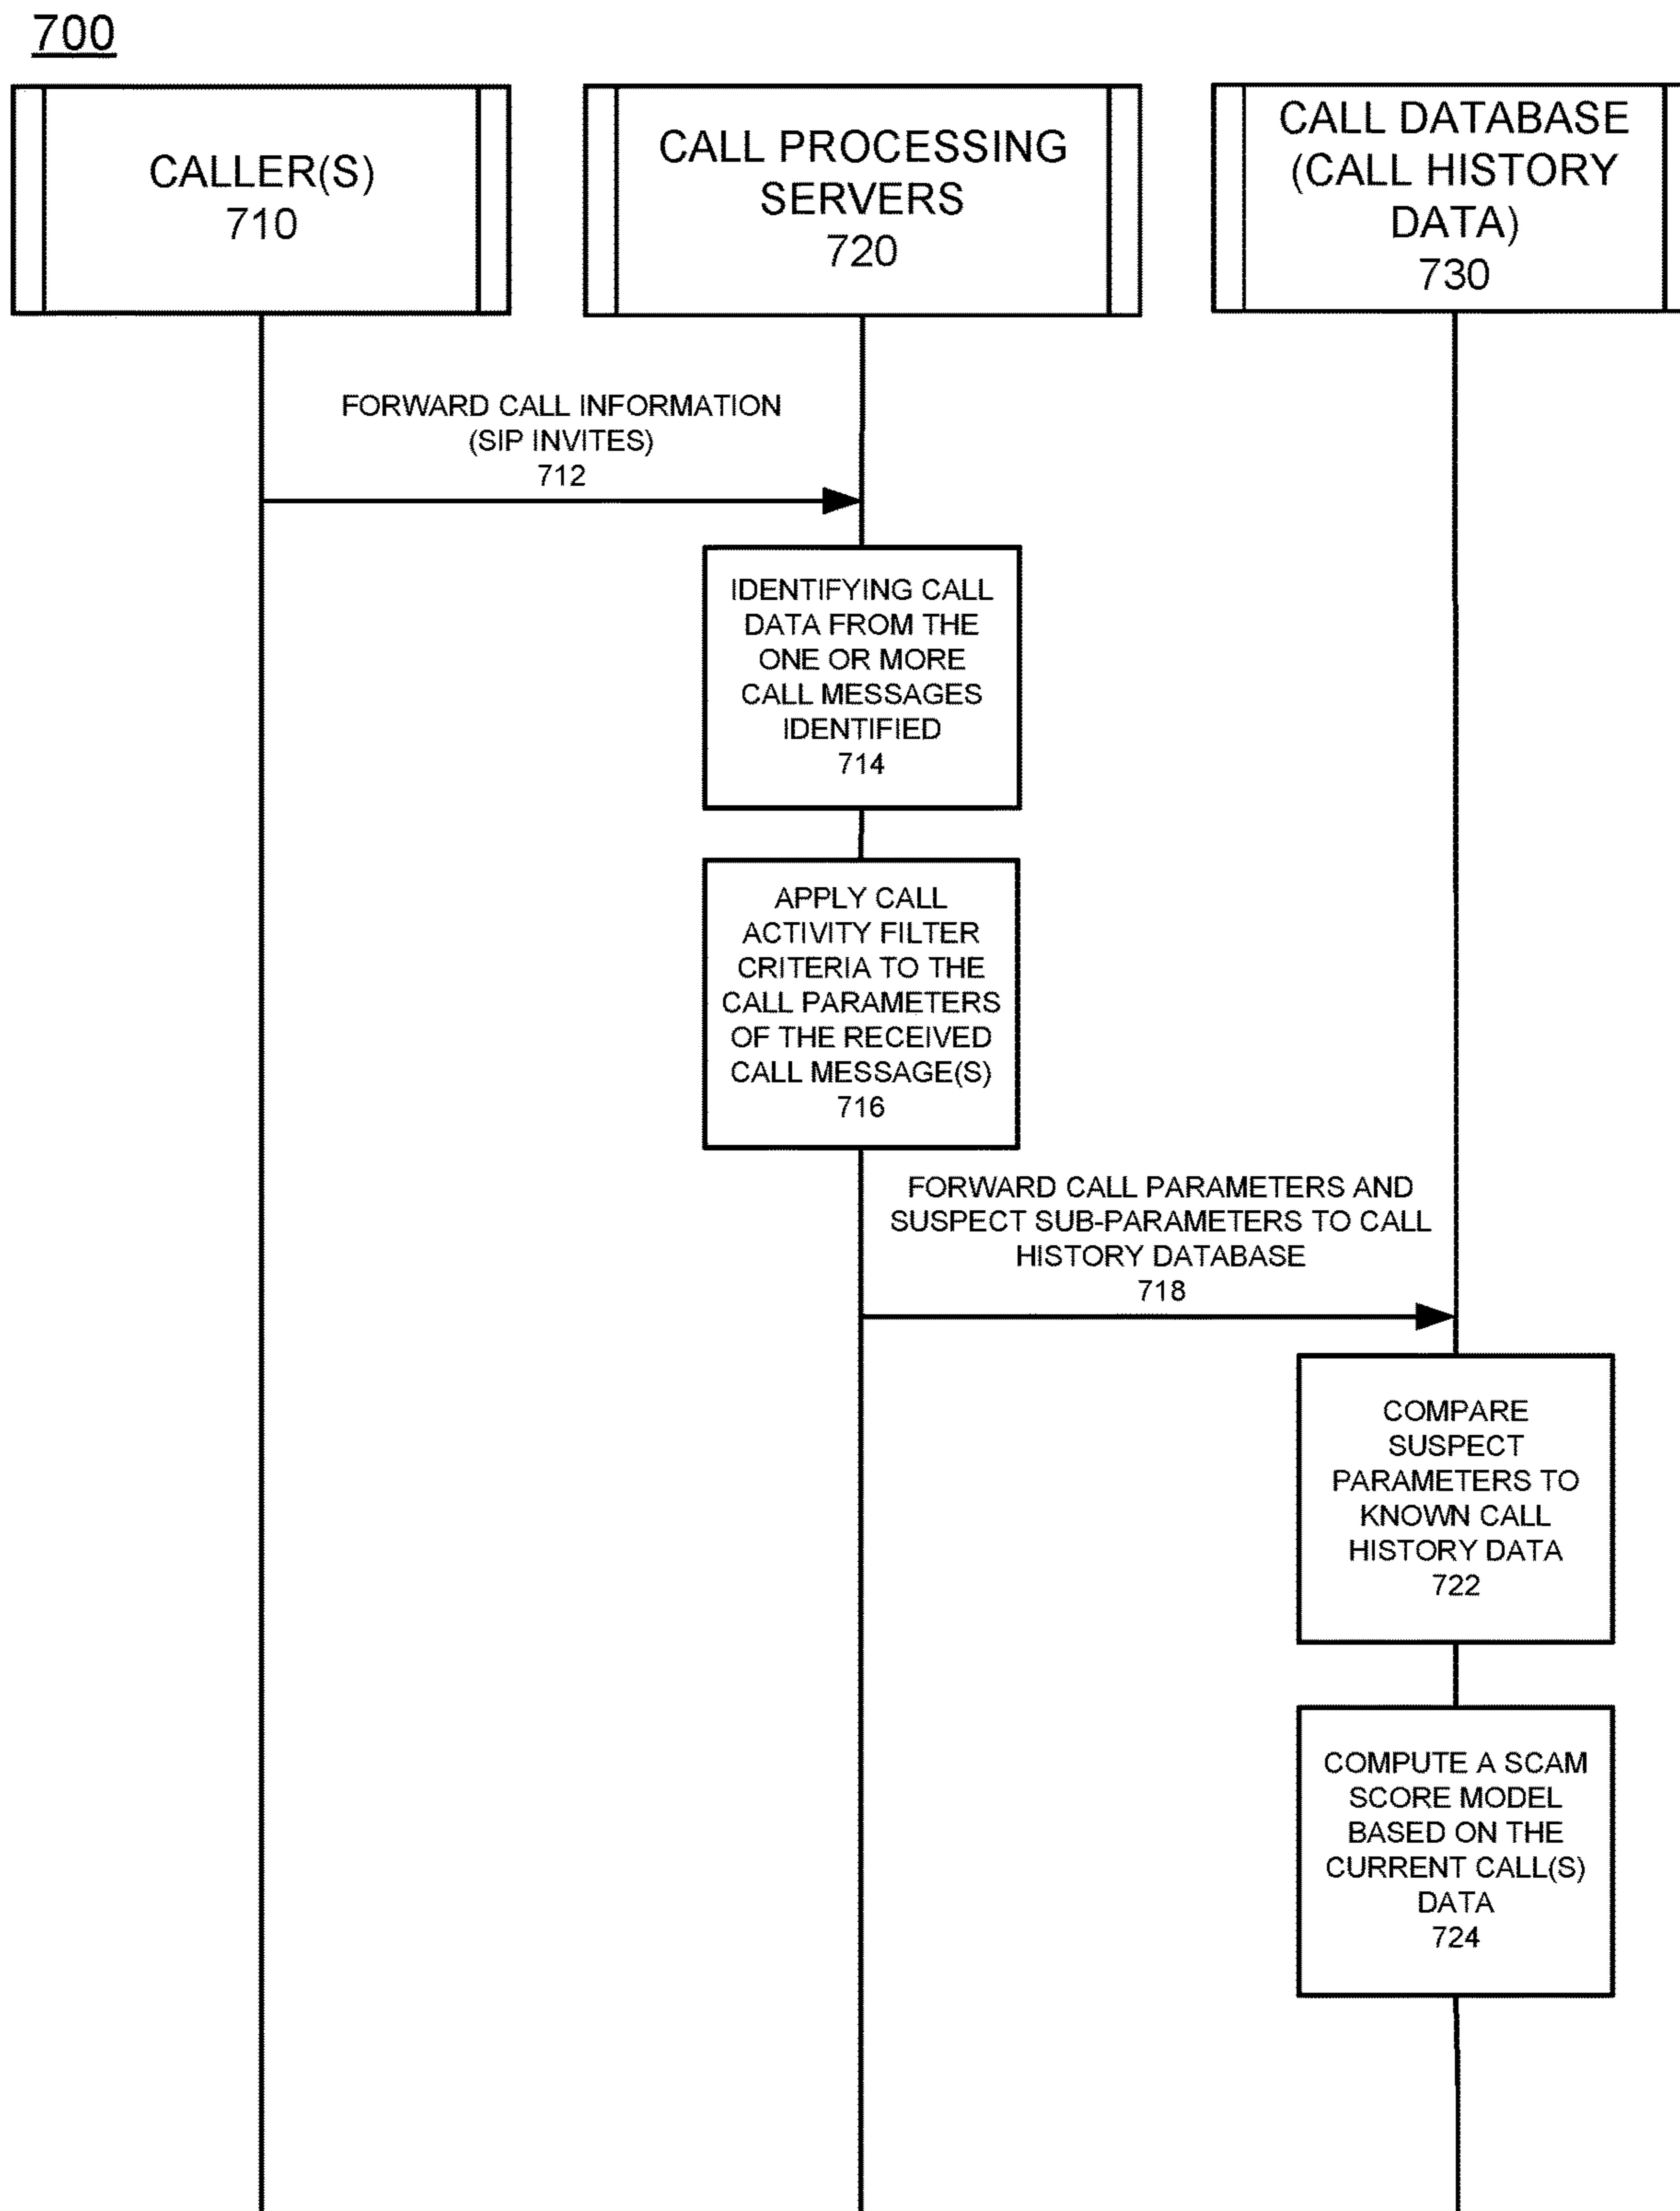 700
CALLER(S)
710
CALL PROCESSING
SERVERS
720
CALL DATABASE
(CALL HISTORY
DATA)
730
FORWARD CALL INFORMATION
(SIP INVITES)
712
IDENTIFYING CALL
DATA FROM THE
ONE OR MORE
CALL MESSAGES
IDENTIFIED
714
APPLY CALL
ACTIVITY FILTER
CRITERIA TO THE
CALL PARAMETERS
OF THE RECEIVED
CALL MESSAGE(S)
716
FORWARD CALL PARAMETERS AND
SUSPECT SUB-PARAMETERS TO CALL
HISTORY DATABASE
718
COMPARE
SUSPECT
PARAMETERS TO
KNOWN CALL
HISTORY DATA
722
COMPUTE A SCAM
SCORE MODEL
BASED ON THE
CURRENT CALL(S)
DATA
724